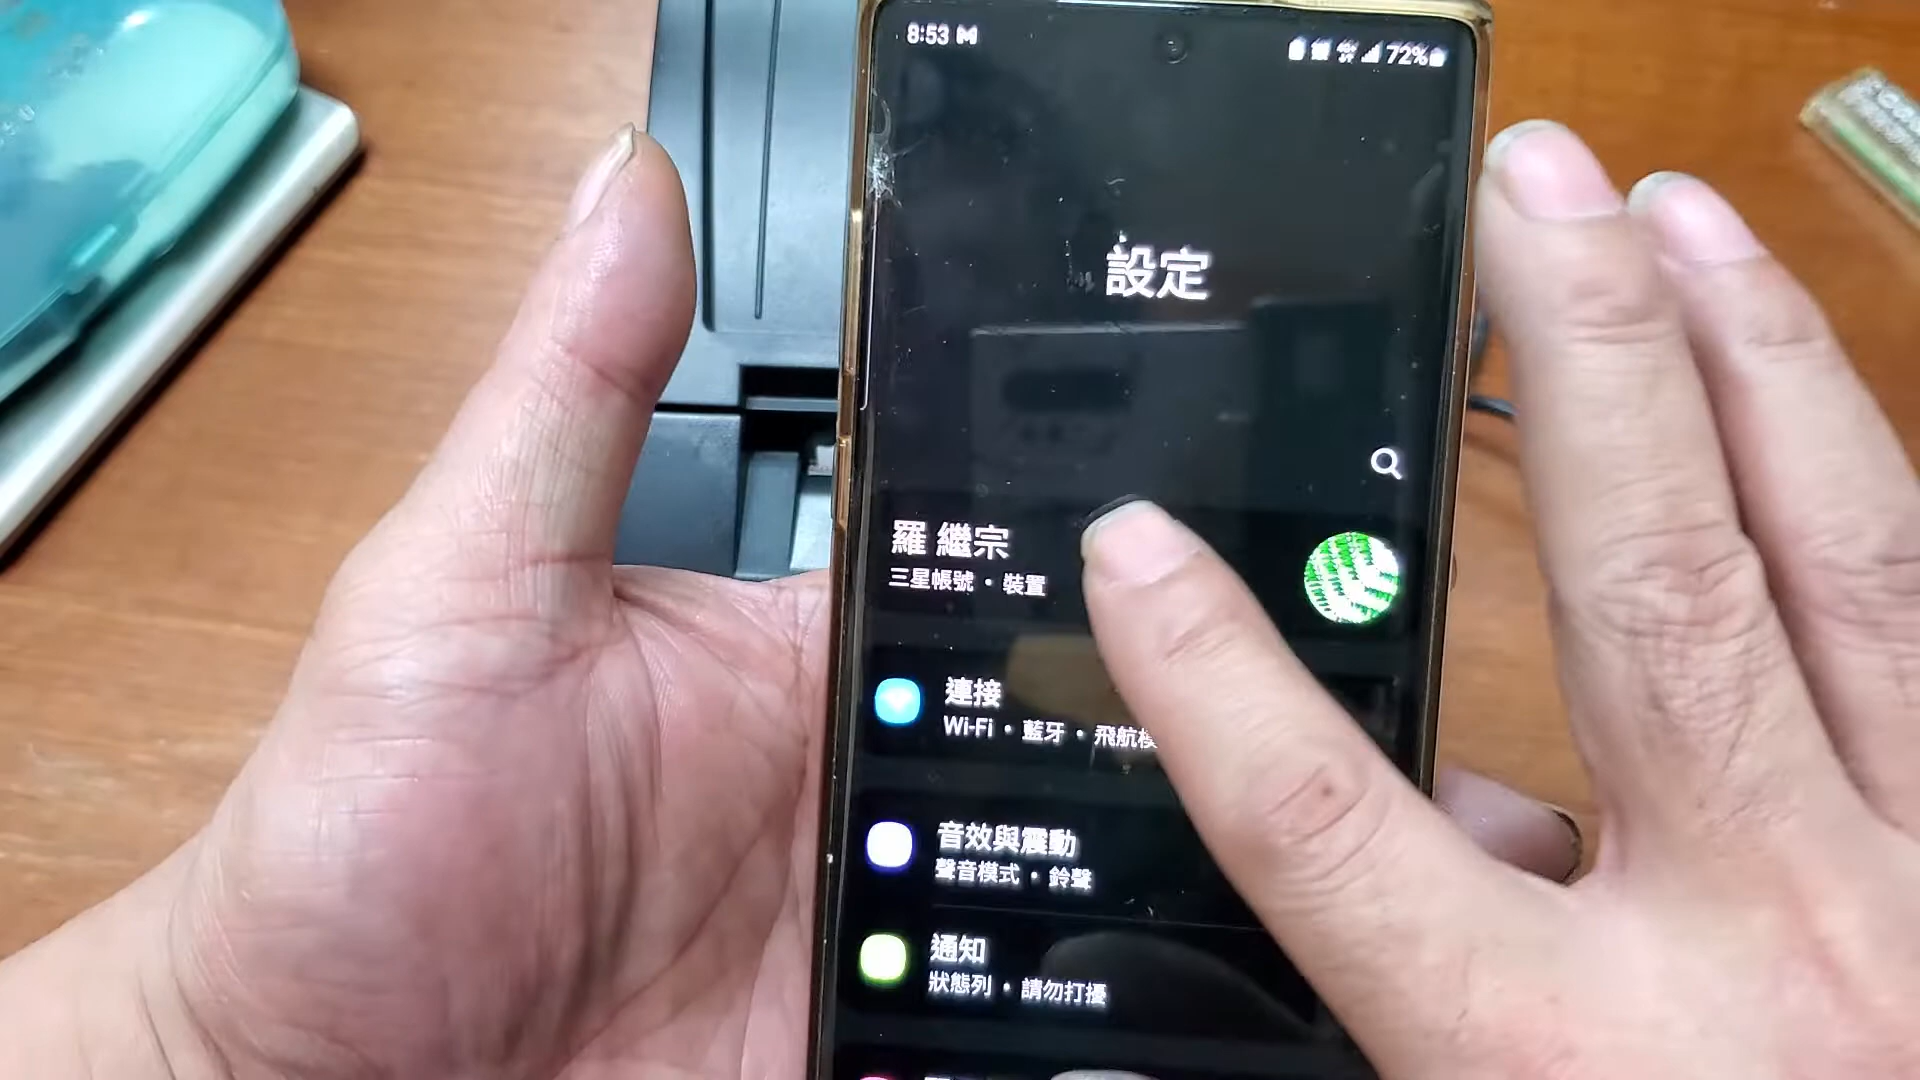 8:53 M
72%
設定
羅 繼宗
三星帳號 • 裝置
連接
Wi-Fi • 藍牙 • 飛航模
音效與震動
聲音模式 • 鈴聲
通知
狀態列 • 請勿打擾